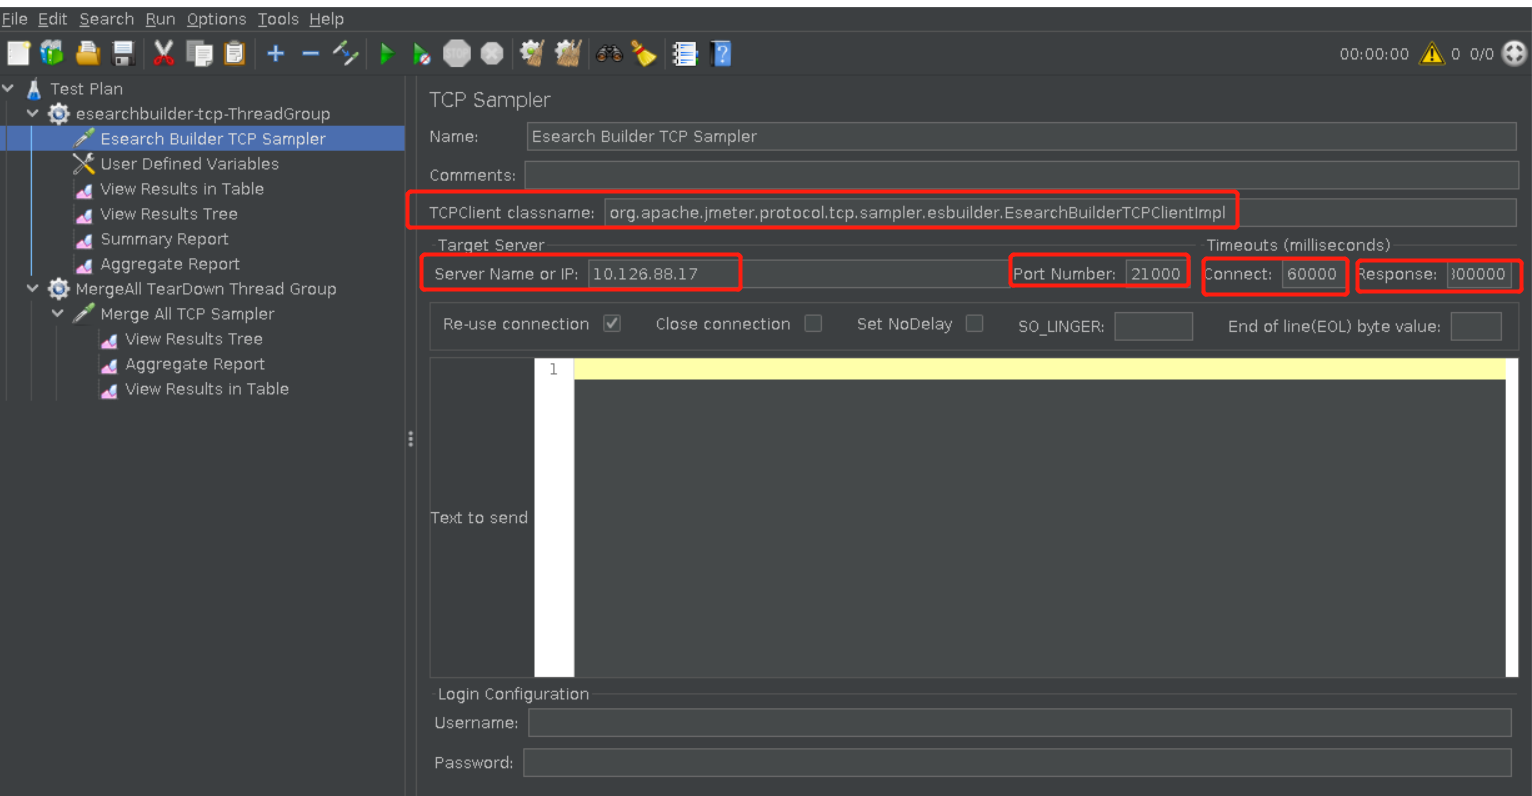 File Edit Search Run Options Tools Help
00:00:00 0 0/0
Test Plan
esearchbuilder-tcp-ThreadGroup
Esearch Builder TCP Sampler
User Defined Variables
View Results in Table
View Results Tree
Summary Report
Aggregate Report
MergeAll TearDown Thread Group
Merge All TCP Sampler
View Results Tree
Aggregate Report
View Results in Table
TCP Sampler
Name: Esearch Builder TCP Sampler
Comments:
TCPClient classname: org.apache.jmeter.protocol.tcp.sampler.esbuilder.EsearchBuilderTCPClientImpl
Target Server Timeouts (milliseconds)
Server Name or IP: 10.126.88.17 Port Number: 21000 Connect: 60000 Response:
Re-use connection Close connection Set NoDelay SO_LINGER: End of line(EOL) byte value:
1
Text to send
Login Configuration
Username:
Password: